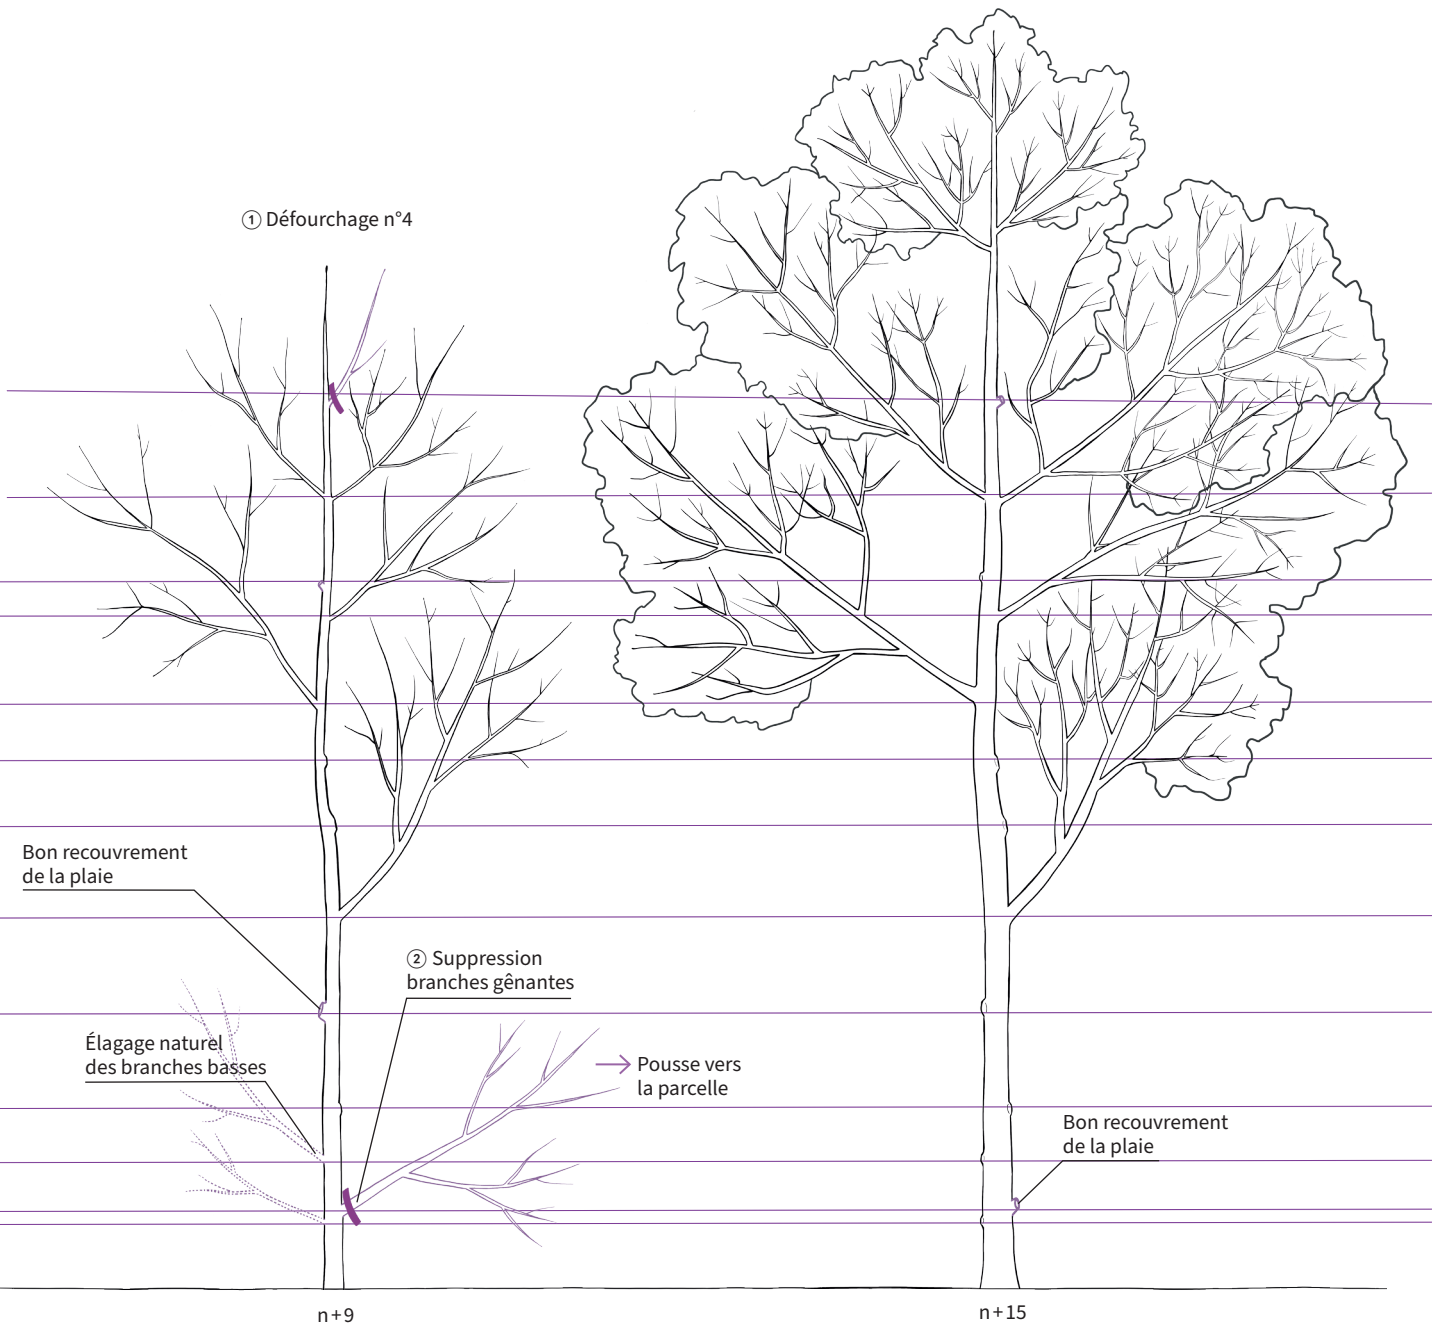 ① Défourchage n°4
Bon recouvrement
de la plaie
② Suppression
branches gênantes
Élagage naturel
des branches basses
→ Pousse vers
la parcelle
Bon recouvrement
de la plaie
n+9
n+15